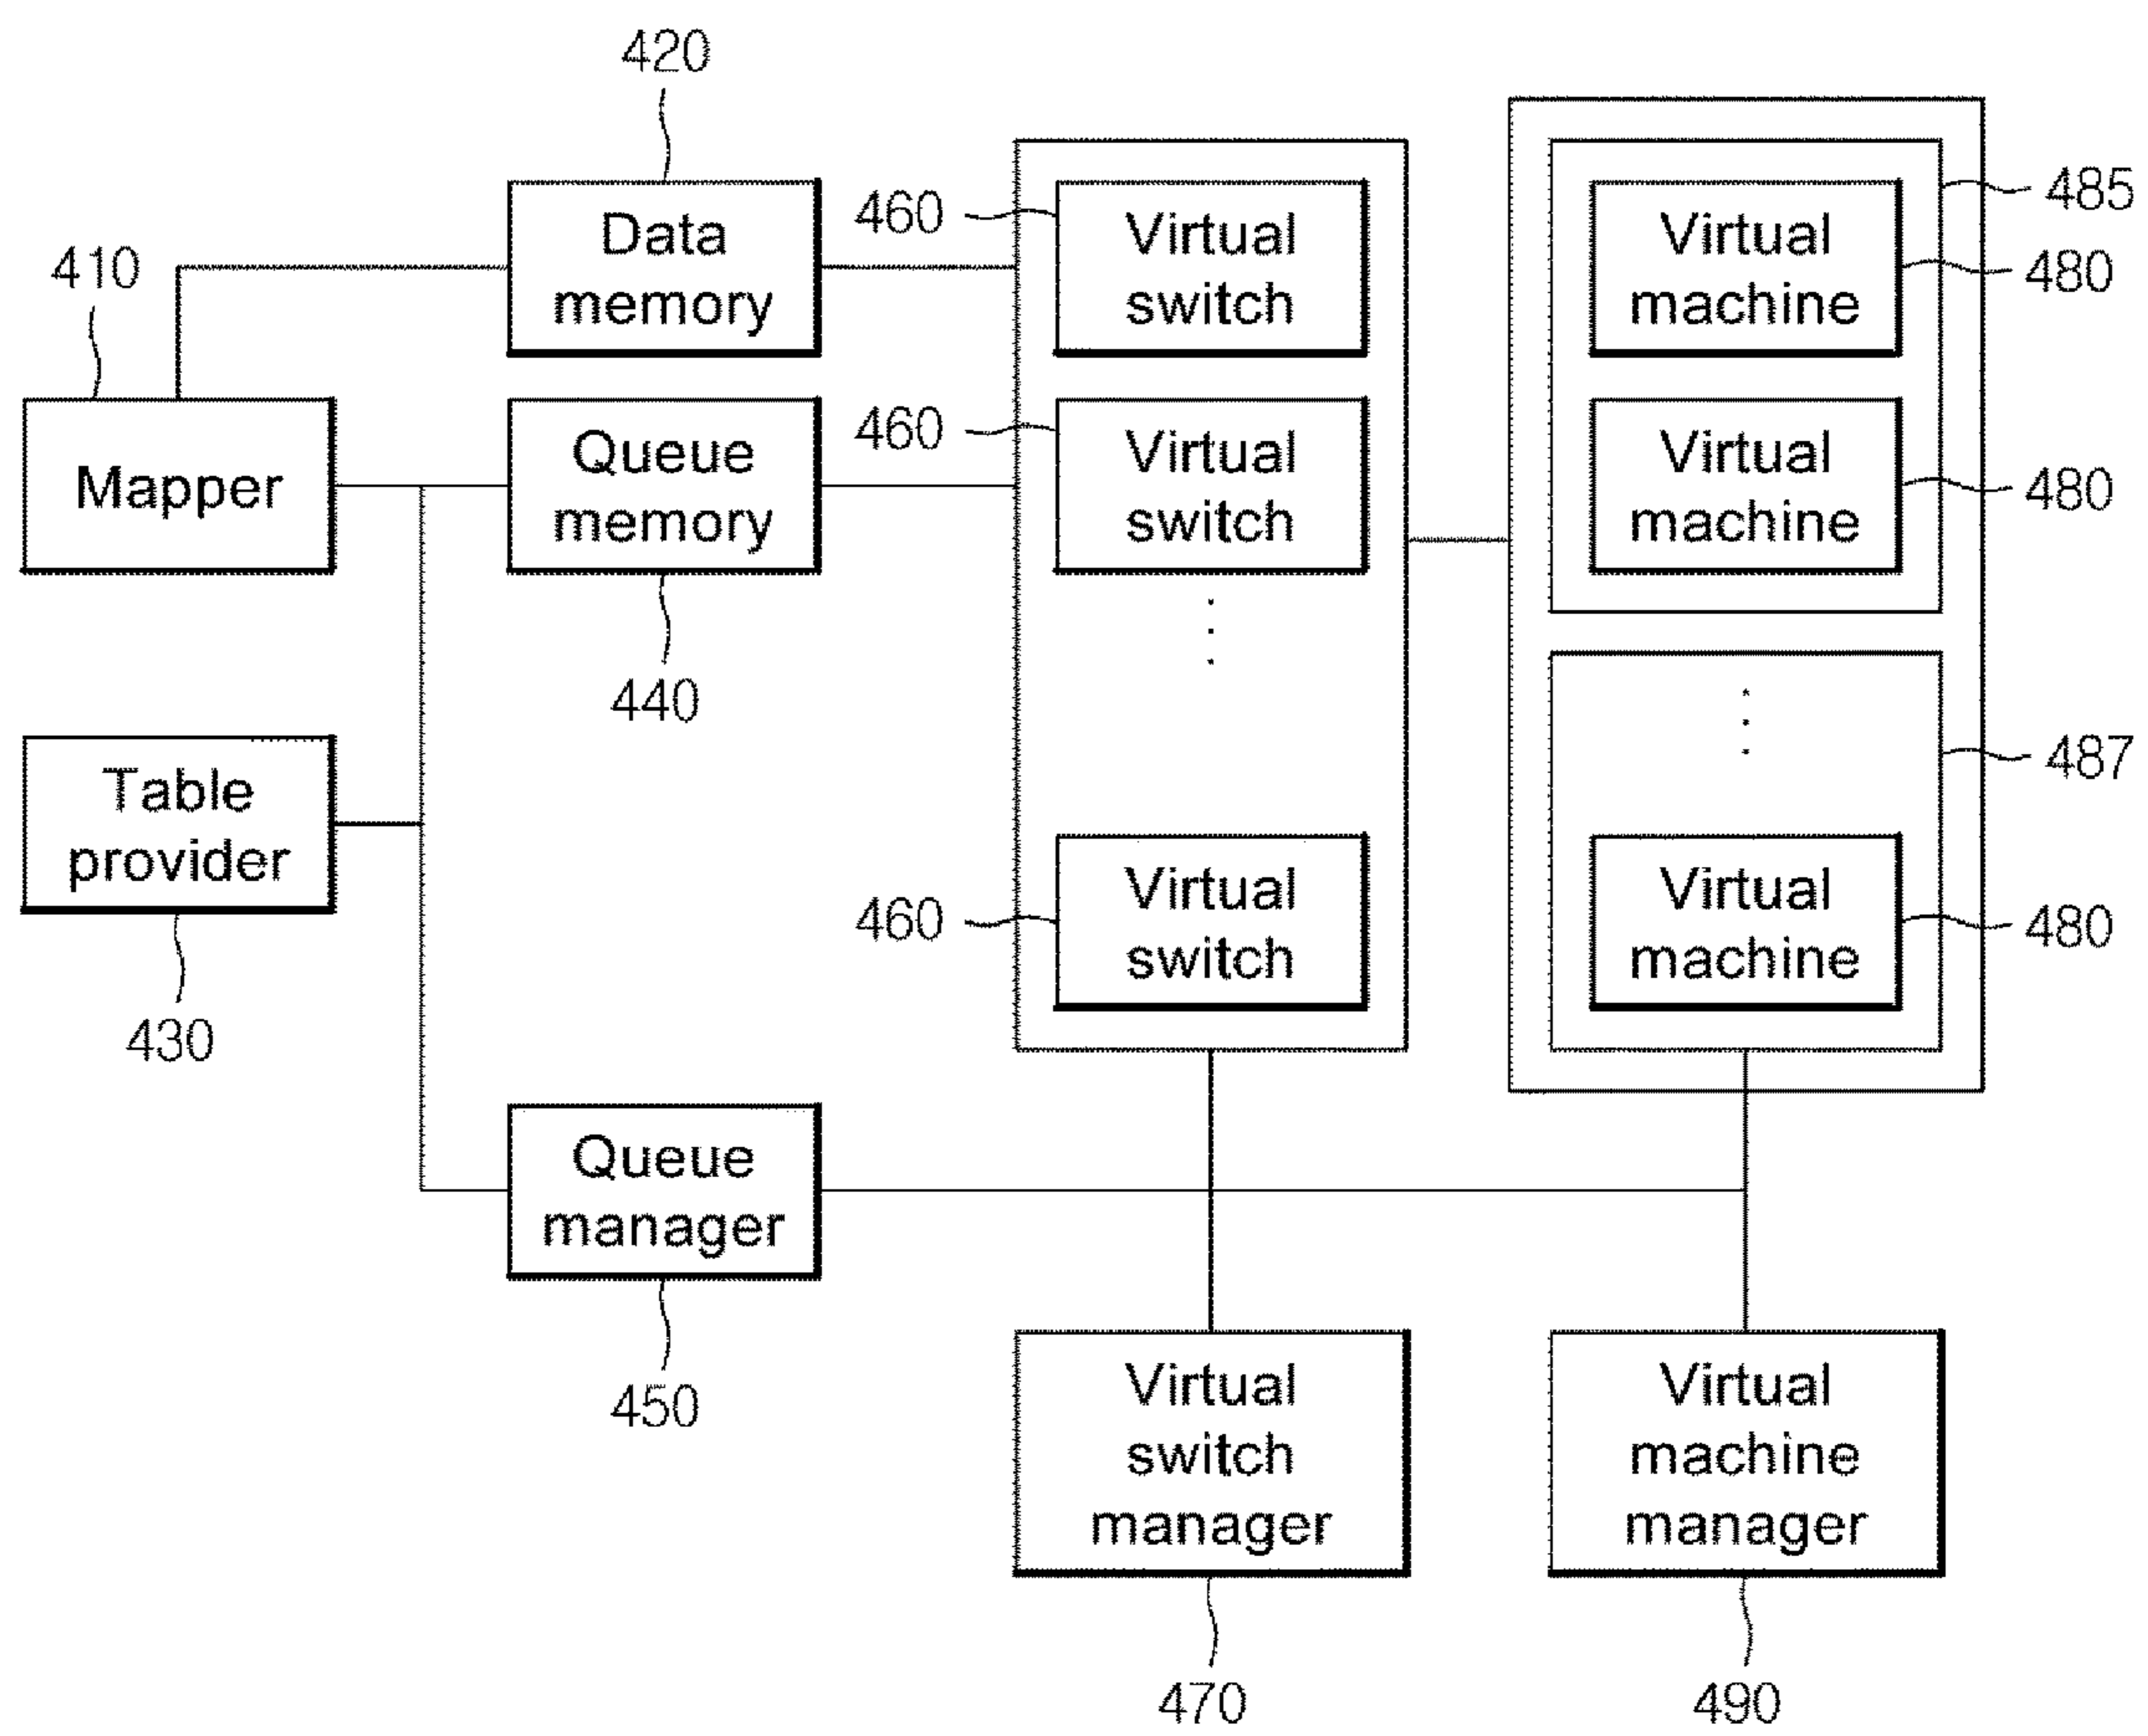 420
Data
memory
460
Virtual
switch
Virtual
machine
485
480
410
Mapper
Queue
memory
440
460
Virtual
switch
.
.
.
Virtual
machine
480
Table
provider
430
460
Virtual
switch
.
.
.
487
Virtual
machine
480
Queue
manager
450
Virtual
switch
manager
470
Virtual
machine
manager
490